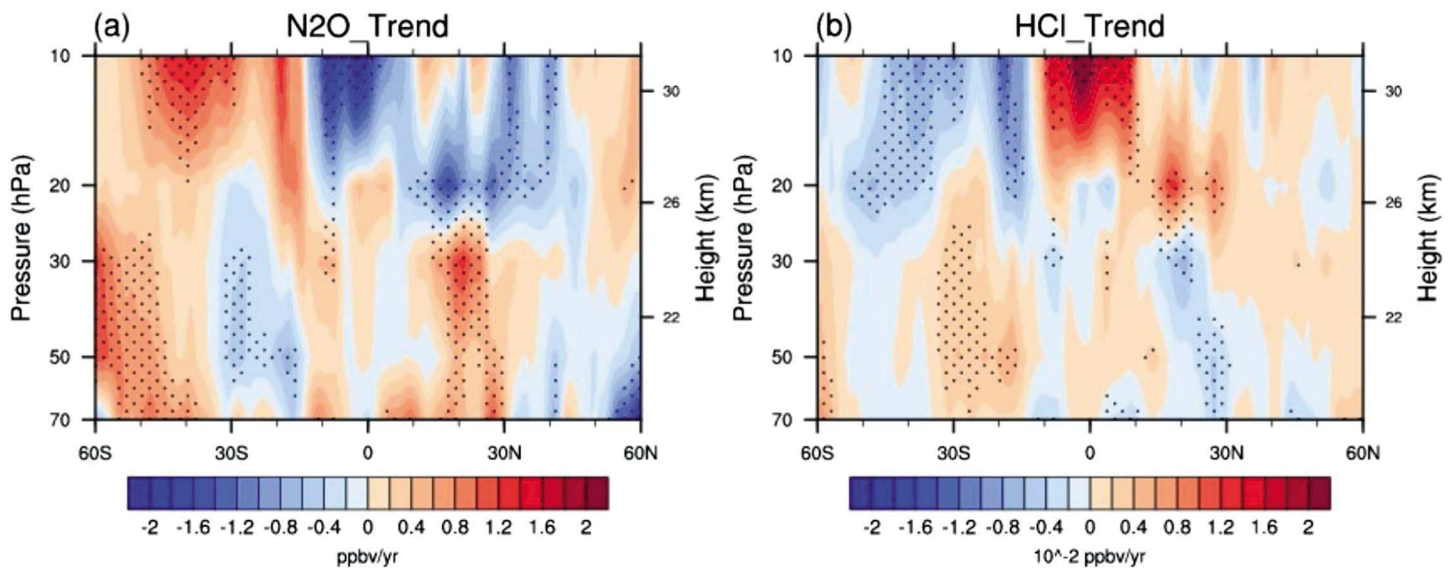 (a) N2O_Trend
10
20
30
50
70
Pressure (hPa)
30
26
22
Height (km)
60S 30S 0 30N 60N
-2 -1.6 -1.2 -0.8 -0.4 0 0.4 0.8 1.2 1.6 2
ppbv/yr
(b) HCl_Trend
10
20
30
50
70
Pressure (hPa)
30
26
22
Height (km)
60S 30S 0 30N 60N
-2 -1.6 -1.2 -0.8 -0.4 0 0.4 0.8 1.2 1.6 2
10^-2 ppbv/yr